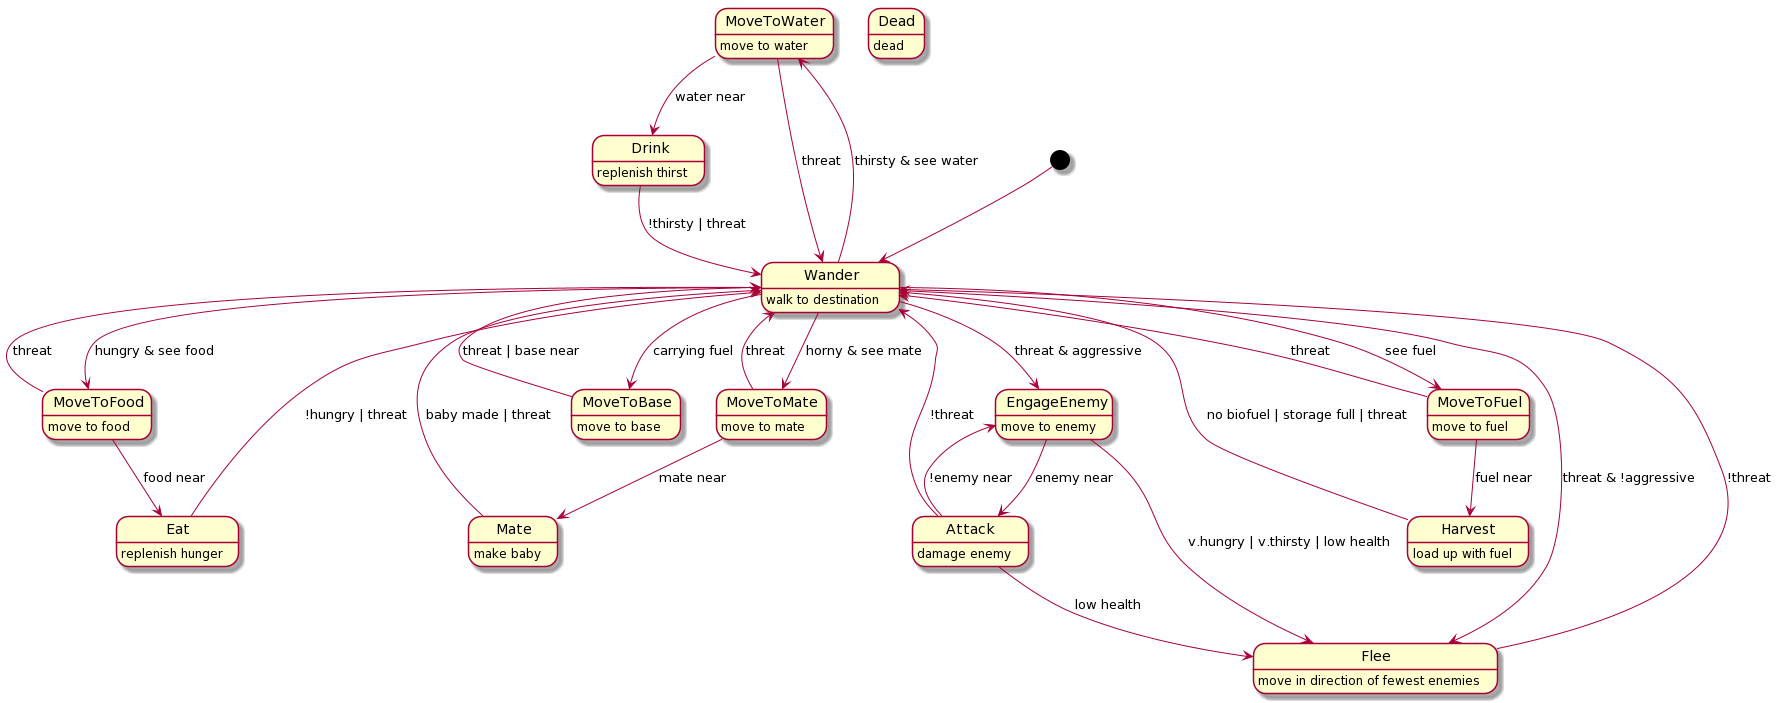 MoveToWater
move to water
Dead
dead
water near
Drink
replenish thirst
threat
thirsty & see water
!thirsty | threat
Wander
walk to destination
threat
hungry & see food
threat | base near
carrying fuel
threat
horny & see mate
threat & aggressive
threat
see fuel
MoveToFood
move to food
!hungry | threat
baby made | threat
MoveToBase
move to base
MoveToMate
move to mate
!threat
EngageEnemy
move to enemy
no biofuel | storage full | threat
MoveToFuel
move to fuel
food near
mate near
!enemy near
enemy near
fuel near
threat & !aggressive
!threat
Eat
replenish hunger
Mate
make baby
Attack
damage enemy
v.hungry | v.thirsty | low health
Harvest
load up with fuel
low health
Flee
move in direction of fewest enemies